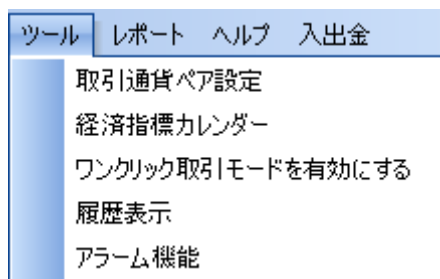 ツール レポート ヘルプ 入出金
取引通貨ペア設定
経済指標カレンダー
ワンクリック取引モードを有効にする
履歴表示
アラーム機能